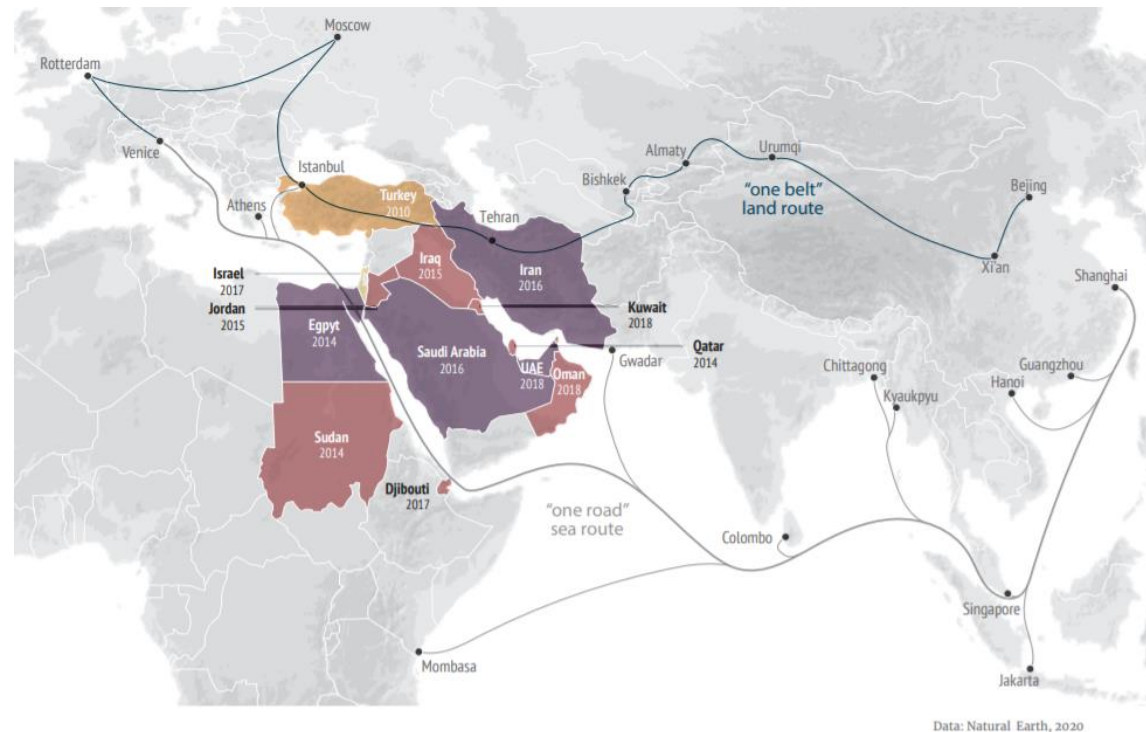 Moscow
Rotterdam
Venice
Istanbul
Athens
Turkey
2010
Tehran
Bishkek
Almaty
Urumqi
"one belt"
land route
Beijing
Xi'an
Shanghai
Israel
2017
Jordan
2015
Iraq
2015
Iran
2016
Kuwait
2018
Egpyt
2014
Saudi Arabia
2016
UAE
2018
Oman
2018
Qatar
2014
Gwadar
Chittagong
Kyaukpyu
Guangzhou
Hanoi
Sudan
2014
Djibouti
2017
"one road"
sea route
Colombo
Singapore
Mombasa
Jakarta
Data: Natural Earth, 2020